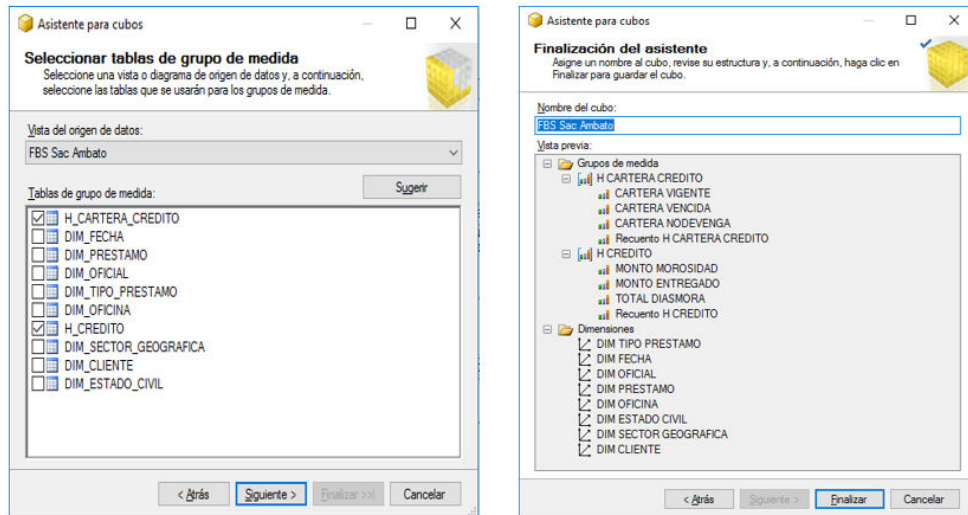 Asistente para cubos
Seleccionar tablas de grupo de medida
Seleccione una vista o diagrama de origen de datos y, a continuación,
seleccione las tablas que se usarán para los grupos de medida.
Vista del origen de datos:
FBS Sac Ambato
Tablas de grupo de medida:
Sugerir
H_CARTERA_CREDITO
DIM_FECHA
DIM_PRESTAMO
DIM_OFICIAL
DIM_TIPO_PRESTAMO
DIM_OFICINA
H_CREDITO
DIM_SECTOR_GEOGRAFICA
DIM_CLIENTE
DIM_ESTADO_CIVIL
< Atrás
Siguiente >
Finalizar >>|
Cancelar
Asistente para cubos
Finalización del asistente
Asigne un nombre al cubo, revise su estructura y, a continuación, haga clic en
Finalizar para guardar el cubo.
Nombre del cubo:
FBS Sac Ambato
Vista previa:
Grupos de medida
H CARTERA CREDITO
CARTERA VIGENTE
CARTERA VENCIDA
CARTERA NODEVENGA
Recuento H CARTERA CREDITO
H CREDITO
MONTO MOROSIDAD
MONTO ENTREGADO
TOTAL DIASMORA
Recuento H CREDITO
Dimensiones
DIM TIPO PRESTAMO
DIM FECHA
DIM OFICIAL
DIM PRESTAMO
DIM OFICINA
DIM ESTADO CIVIL
DIM SECTOR GEOGRAFICA
DIM CLIENTE
< Atrás
Siguiente >
Finalizar
Cancelar